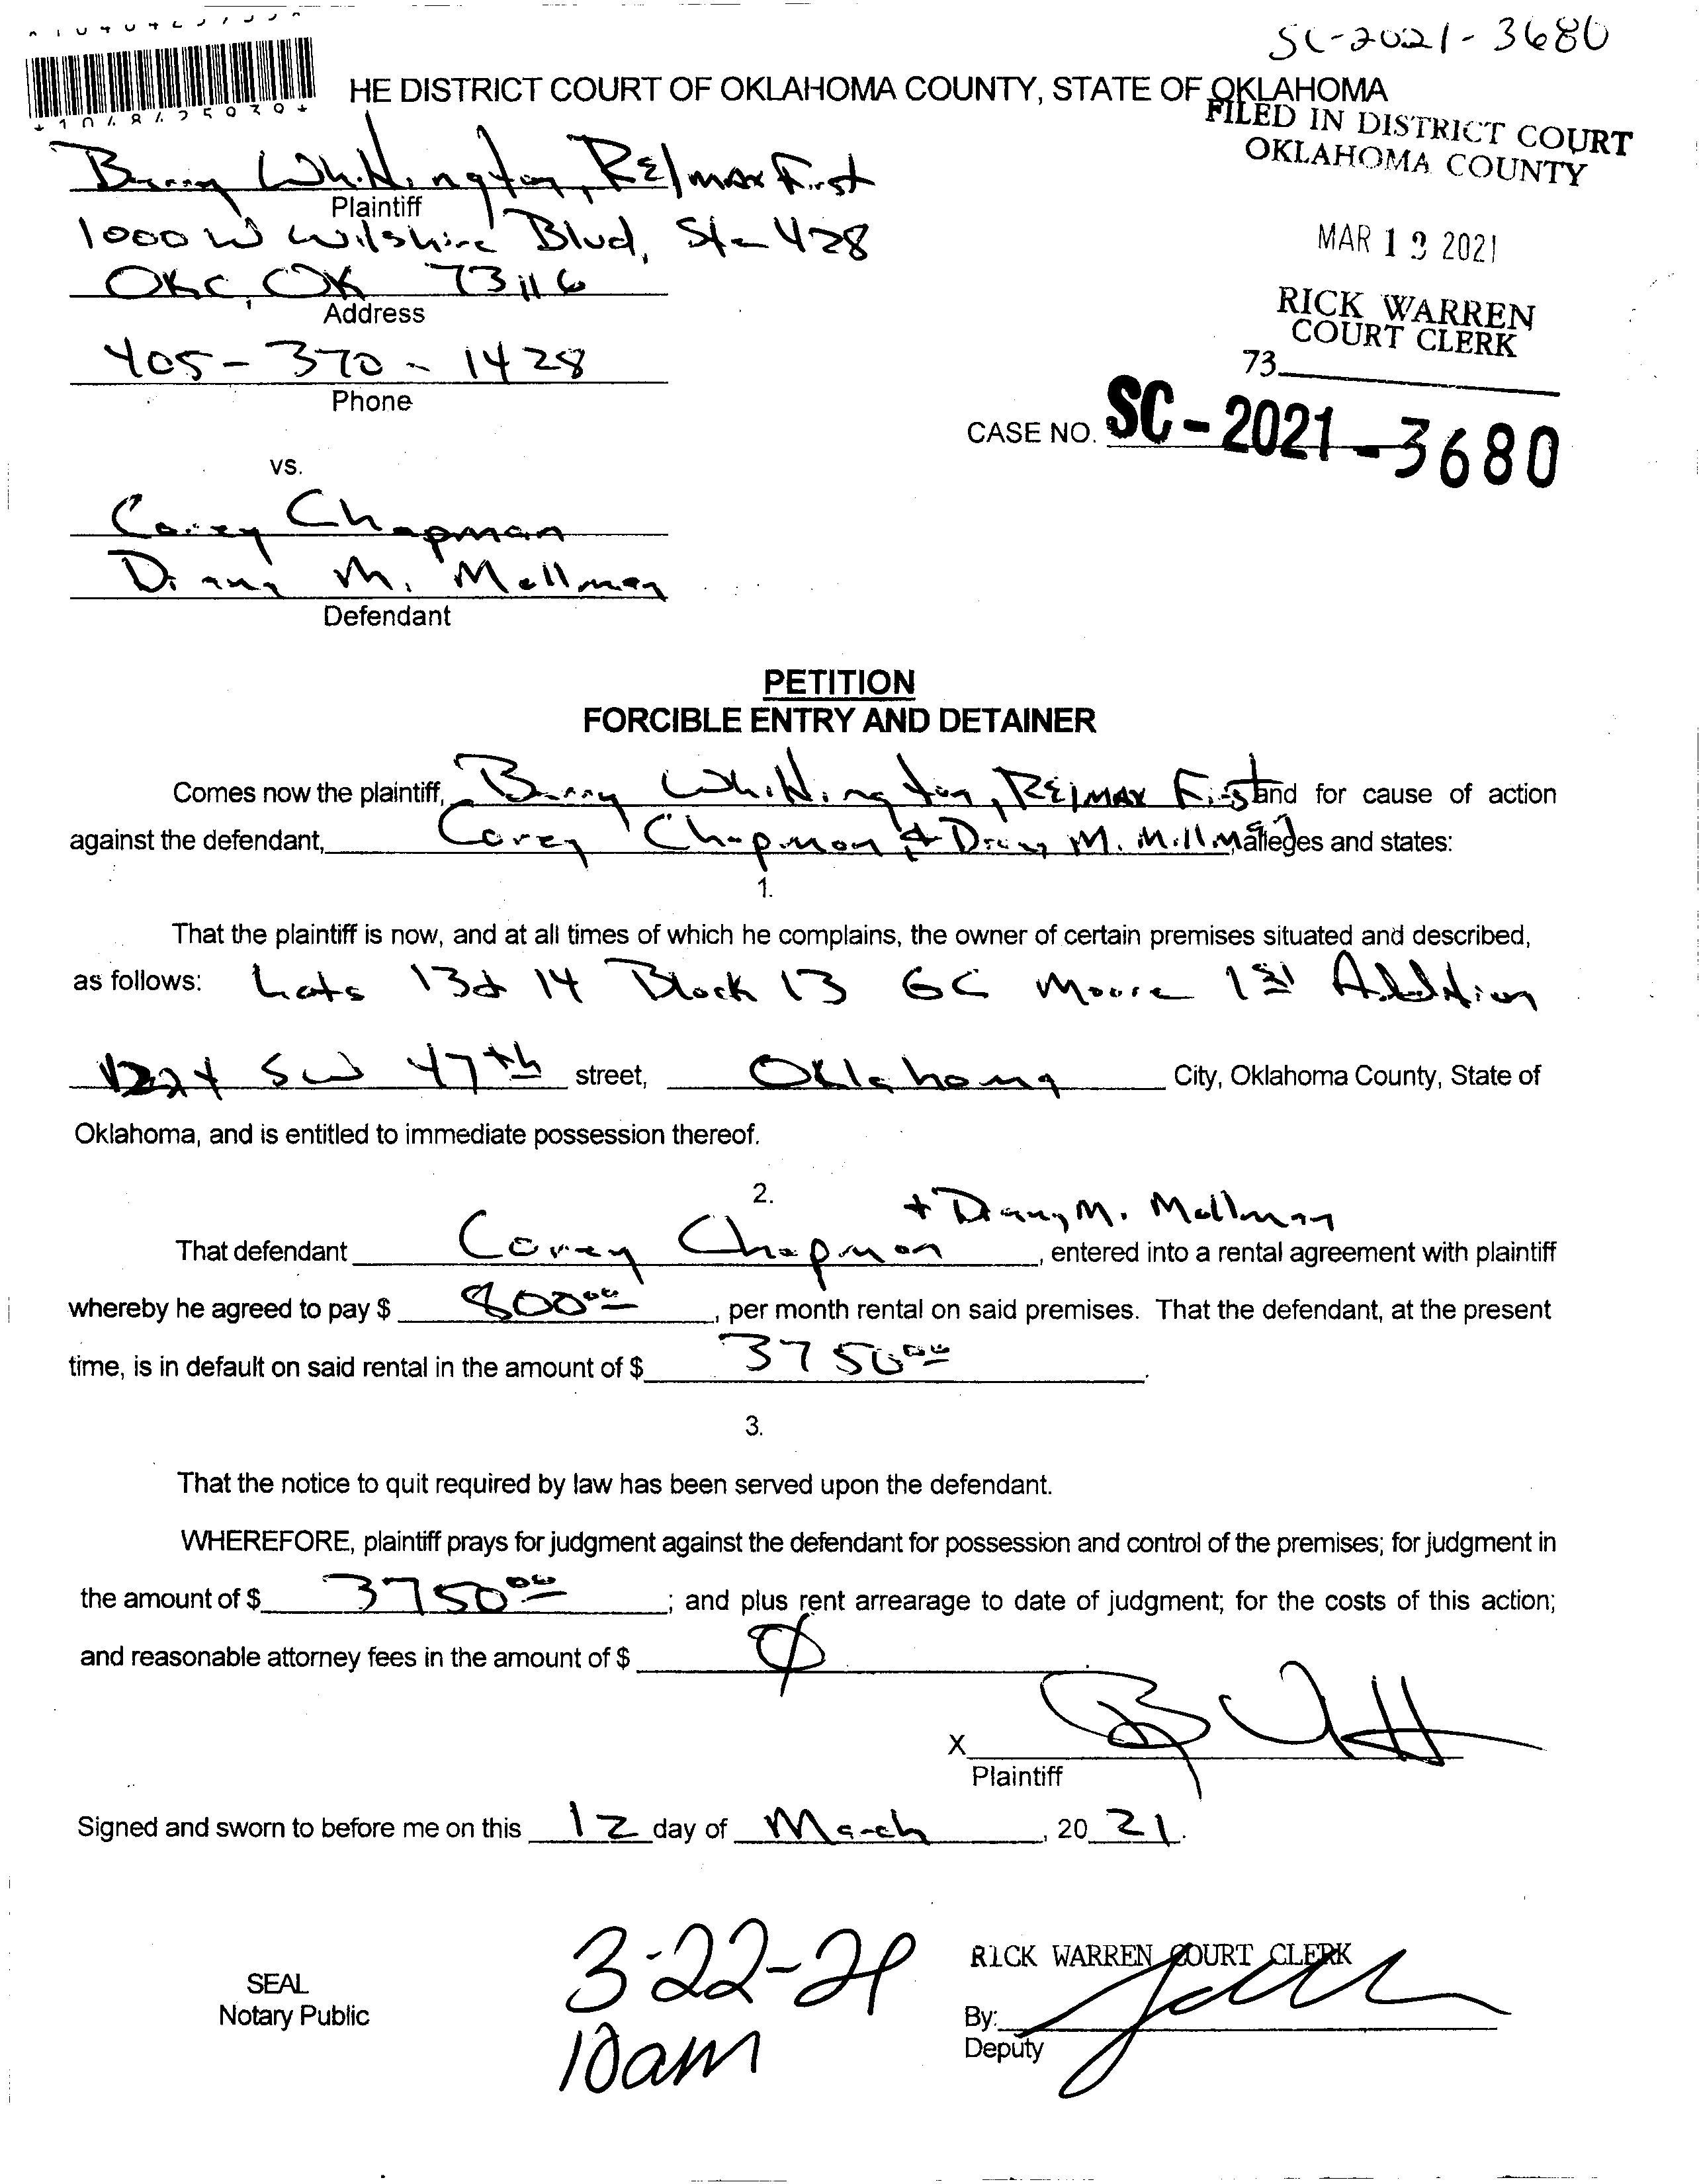 SC-2021-3680
HE DISTRICT COURT OF OKLAHOMA COUNTY, STATE OF OKLAHOMA
FILED IN DISTRICT COURT
OKLAHOMA COUNTY
Barry Whittington, RE/max First
Plaintiff
1000 W Wilshire Blvd, Ste 428
OKC, OK 73116
Address
MAR 2021
RICK WARREN
COURT CLERK
73
405-370-1428
Phone
CASE NO. SC-2021-3680
vs.
Corey Chapman
M. Mollman
Defendant
PETITION
FORCIBLE ENTRY AND DETAINER
Comes now the plaintiff, Barry Whittington, RE/MAX First and for cause of action
against the defendant, Corey Chapman + M. Millman alleges and states:
1.
That the plaintiff is now, and at all times of which he complains, the owner of certain premises situated and described,
as follows: Lots 13 & 14 Block 13 GC Moore 1st Addition
1224 SW 47th street, Oklahoma City, Oklahoma County, State of
Oklahoma, and is entitled to immediate possession thereof.
2.
+ M. Mollman
That defendant Corey Chapman, entered into a rental agreement with plaintiff
whereby he agreed to pay $ 800.00, per month rental on said premises. That the defendant, at the present
time, is in default on said rental in the amount of $ 3750.00.
3.
That the notice to quit required by law has been served upon the defendant.
WHEREFORE, plaintiff prays for judgment against the defendant for possession and control of the premises; for judgment in
the amount of $ 3750.00; and plus rent arrearage to date of judgment; for the costs of this action;
and reasonable attorney fees in the amount of $ Ø
X
Plaintiff
Signed and sworn to before me on this 12 day of March, 20 21.
3-22-21
10am
SEAL
Notary Public
RICK WARREN COURT CLERK
By:
Deputy